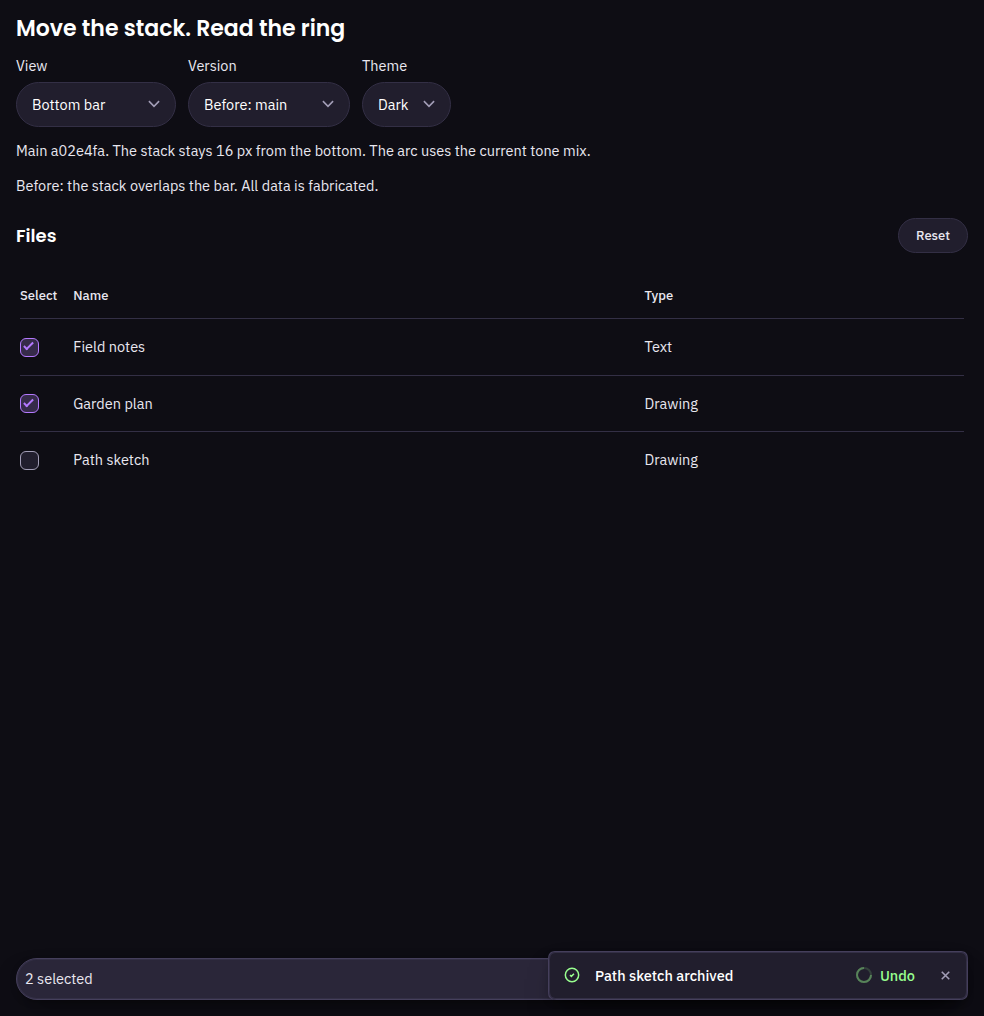 Move the stack. Read the ring
View Version Theme
Bottom bar Before: main Dark
Main a02e4fa. The stack stays 16 px from the bottom. The arc uses the current tone mix.
Before: the stack overlaps the bar. All data is fabricated.
Files Reset
Select Name Type
Field notes Text
Garden plan Drawing
Path sketch Drawing
2 selected Path sketch archived Undo